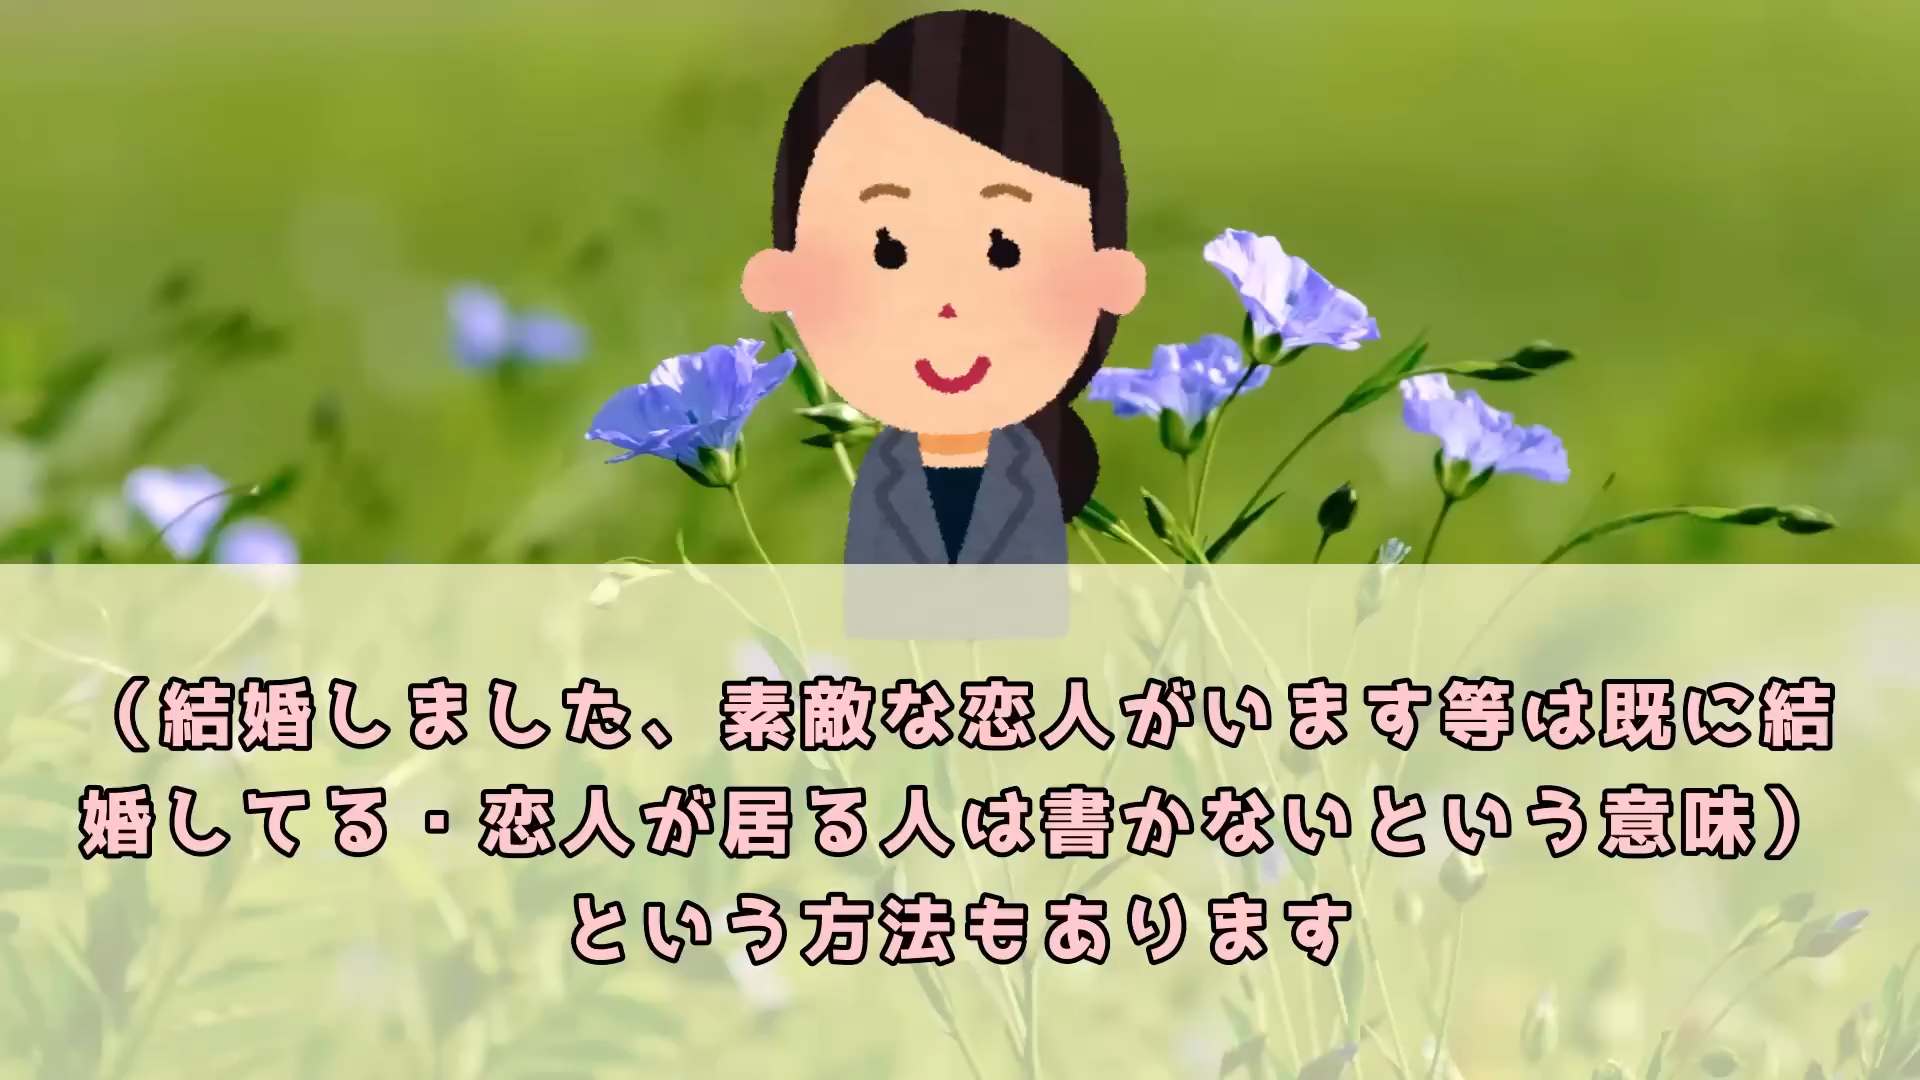 （結婚しました、素敵な恋人がいます等は既に結
婚してる・恋人が居る人は書かないという意味）
という方法もあります